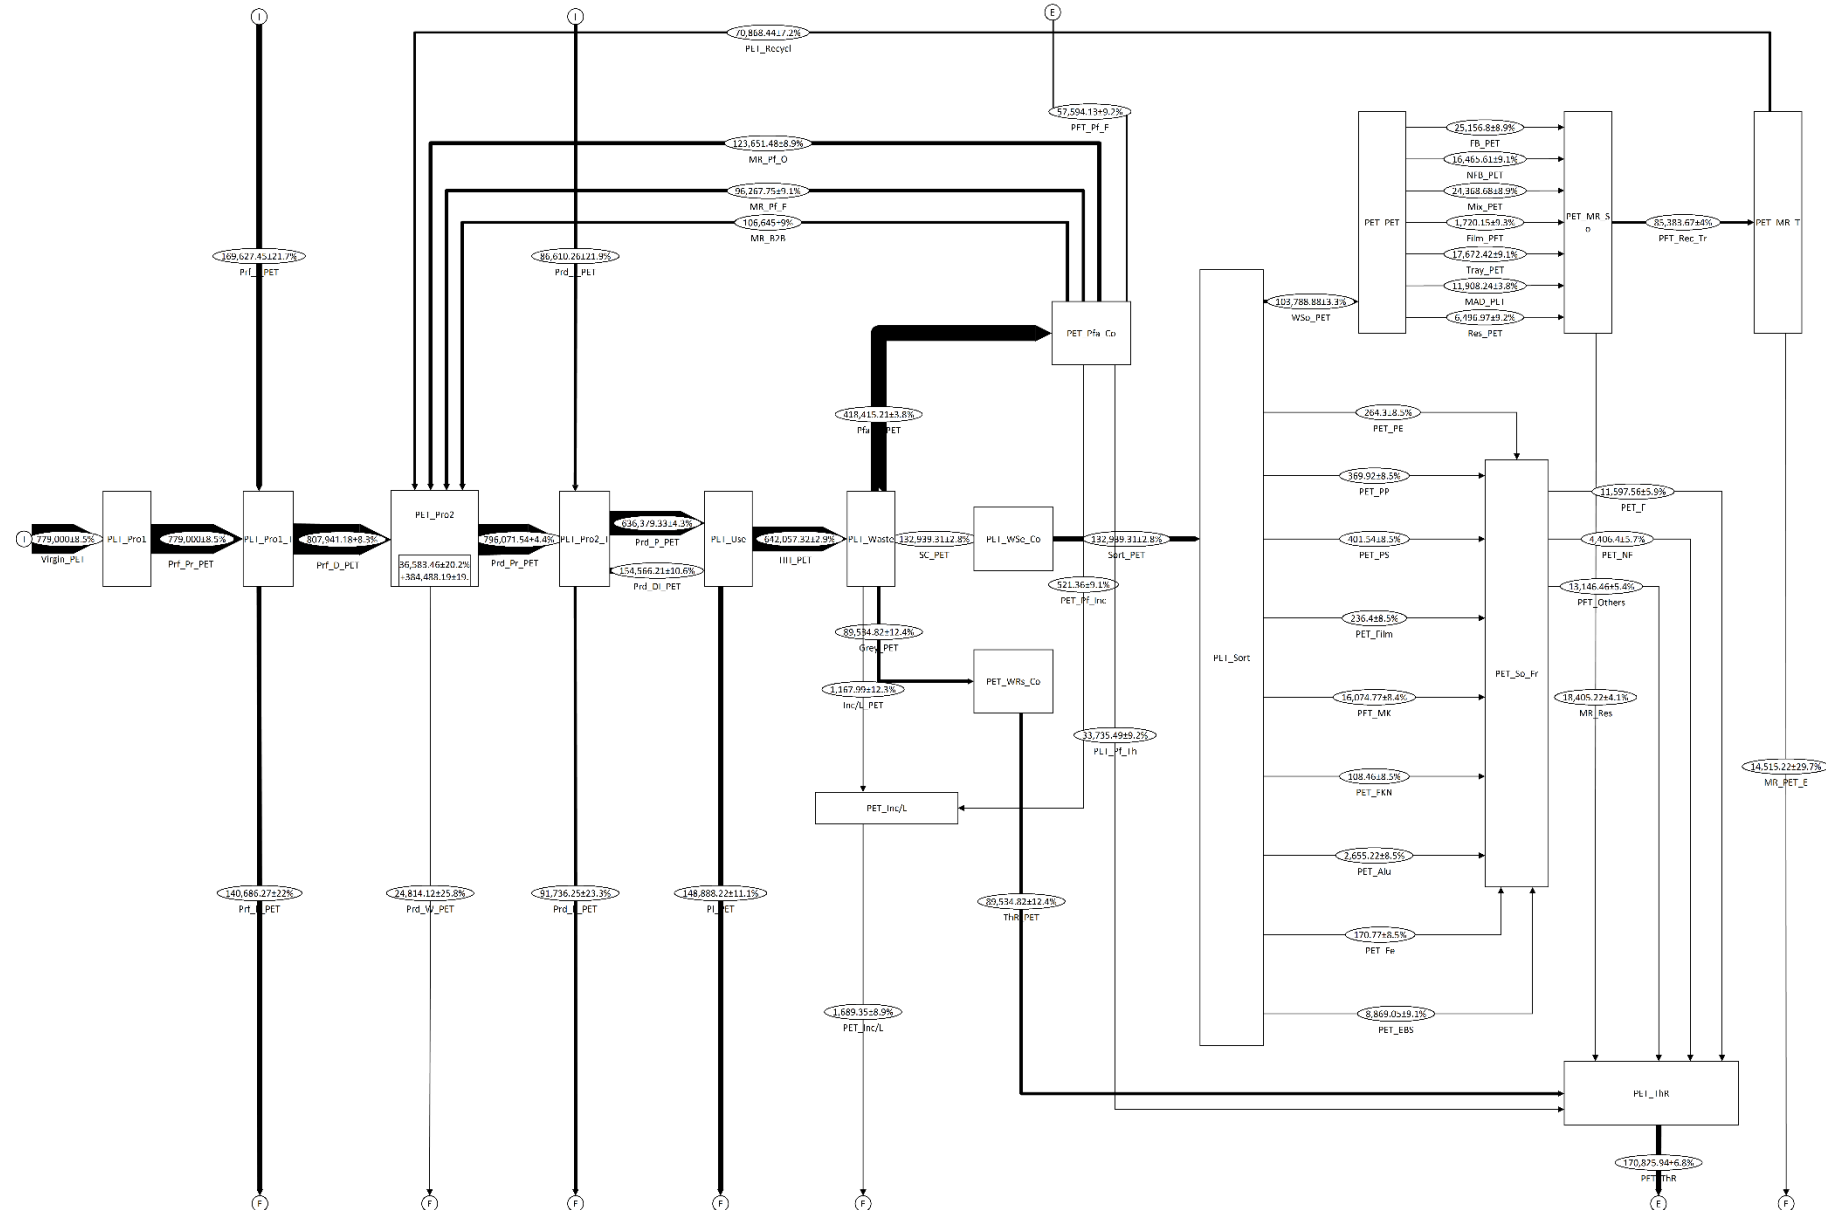 I
I
E
70,868.44±7.2%
PET_Recycl
57,594.13±9.2%
PET_Pf_E
123,651.48±8.9%
MR_Pf_O
96,267.75±9.1%
MR_Pf_F
106,645±9%
MR_B2B
169,627.45±21.7%
86,610.26±21.9%
PET_PET
25,156.8±8.9%
FB_PET
16,465.61±9.1%
NFB_PET
24,368.68±8.9%
Mix_PET
1,720.15±9.3%
Film_PET
17,672.42±9.1%
Tray_PET
11,908.24±3.8%
MAD_PET
6,496.97±9.2%
Res_PET
PET_MR_S
o
85,383.67±4%
PET_Rec_Tr
PET_MR_T
103,788.88±3.3%
WSo_PET
PET_Pfa_Co
418,415.21±3.8%
264.3±8.5%
PET_PE
369.92±8.5%
PET_PP
401.54±8.5%
PET_PS
236.4±8.5%
PET_Film
16,074.77±8.4%
PET_MK
108.46±8.5%
PET_FKN
2,655.22±8.5%
PET_Alu
170.77±8.5%
PET_Fe
8,869.05±9.1%
PET_EBS
PET_Sort
PET_So_Fr
11,597.56±5.9%
4,406.4±5.7%
PET_NF
13,146.46±5.4%
PET_Others
18,405.22±4.1%
MR_Res
14,515.22±29.7%
MR_PET_E
I
779,000±8.5%
Virgin_PET
PET_Pro1
779,000±8.5%
Prf_Pr_PET
PET_Pro1_T
807,941.18±8.3%
Prf_D_PET
PET_Pro2
36,583.46±20.2%
+384,488.19±19.
796,071.54±4.4%
Prd_Pr_PET
PET_Pro2_T
636,379.33±4.3%
Prd_P_PET
154,566.21±10.6%
Prd_DI_PET
PET_Use
642,057.32±2.9%
PET_Waste
132,939.31±2.8%
SC_PET
PET_WSe_Co
132,939.31±2.8%
Sort_PET
521.36±9.1%
PET_Pf_Inc
89,534.82±12.4%
Grey_PET
1,167.99±12.3%
Inc/L_PET
PET_WRs_Co
33,735.49±9.2%
PET_Pf_Th
PET_Inc/L
140,686.27±22%
24,814.12±25.8%
Prd_W_PET
91,736.25±23.3%
148,888.22±11.1%
PI_PET
89,534.82±12.4%
ThR_PET
1,689.35±8.9%
PET_Inc/L
PET_ThR
170,825.94±6.8%
PET_ThR
E
E
E
E
E
E
E